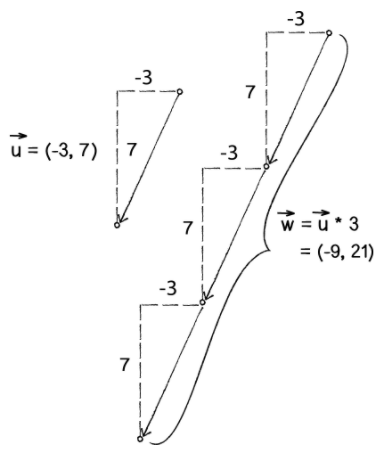 -3
7
-3
u = (-3, 7)
7
-3
7
w = u * 3
= (-9, 21)
-3
7